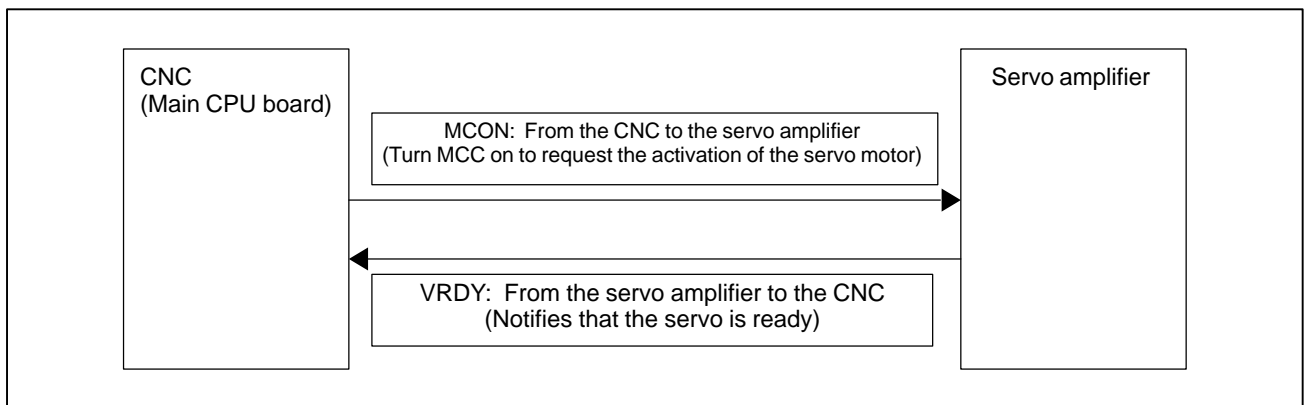 CNC
(Main CPU board)
Servo amplifier
MCON: From the CNC to the servo amplifier
(Turn MCC on to request the activation of the servo motor)
VRDY: From the servo amplifier to the CNC
(Notifies that the servo is ready)